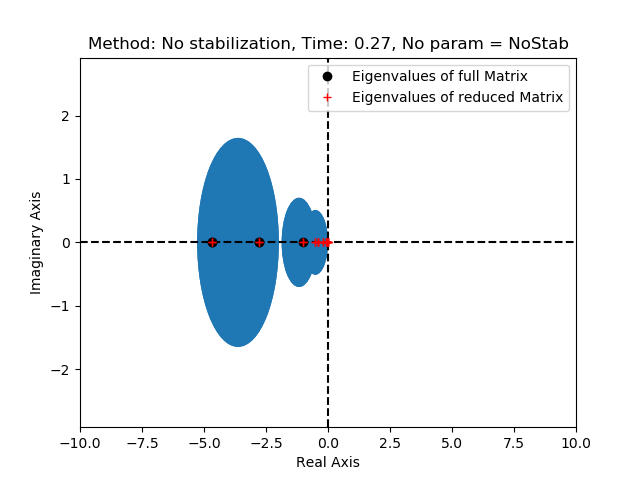 Method: No stabilization, Time: 0.27, No param = NoStab
Eigenvalues of full Matrix
Eigenvalues of reduced Matrix
Imaginary Axis
2
1
0
−1
−2
−10.0 −7.5 −5.0 −2.5 0.0 2.5 5.0 7.5 10.0
Real Axis